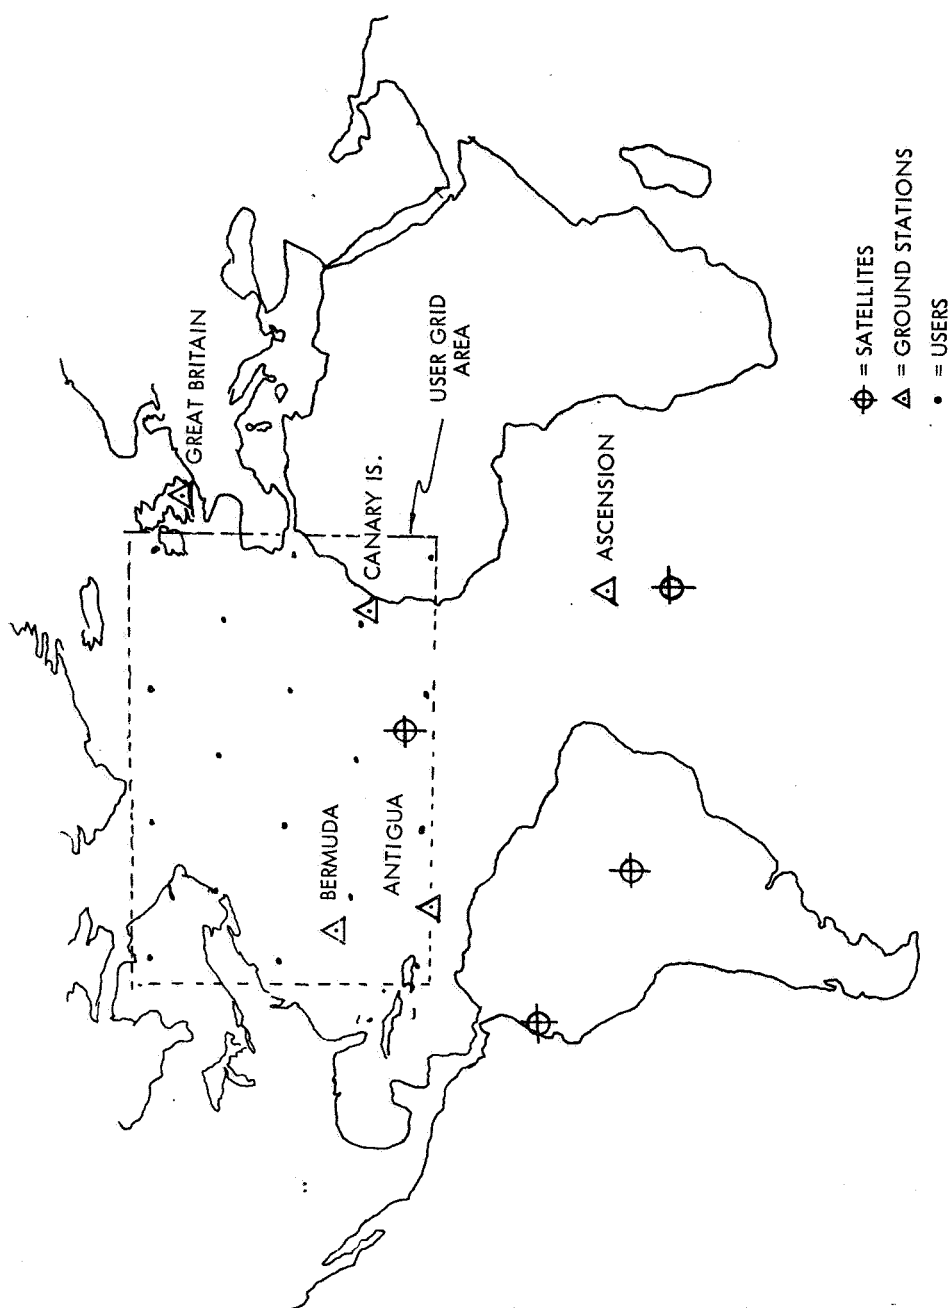 GREAT BRITAIN
USER GRID
AREA
CANARY IS.
ASCENSION
BERMUDA
ANTIGUA
= SATELLITES
= GROUND STATIONS
= USERS